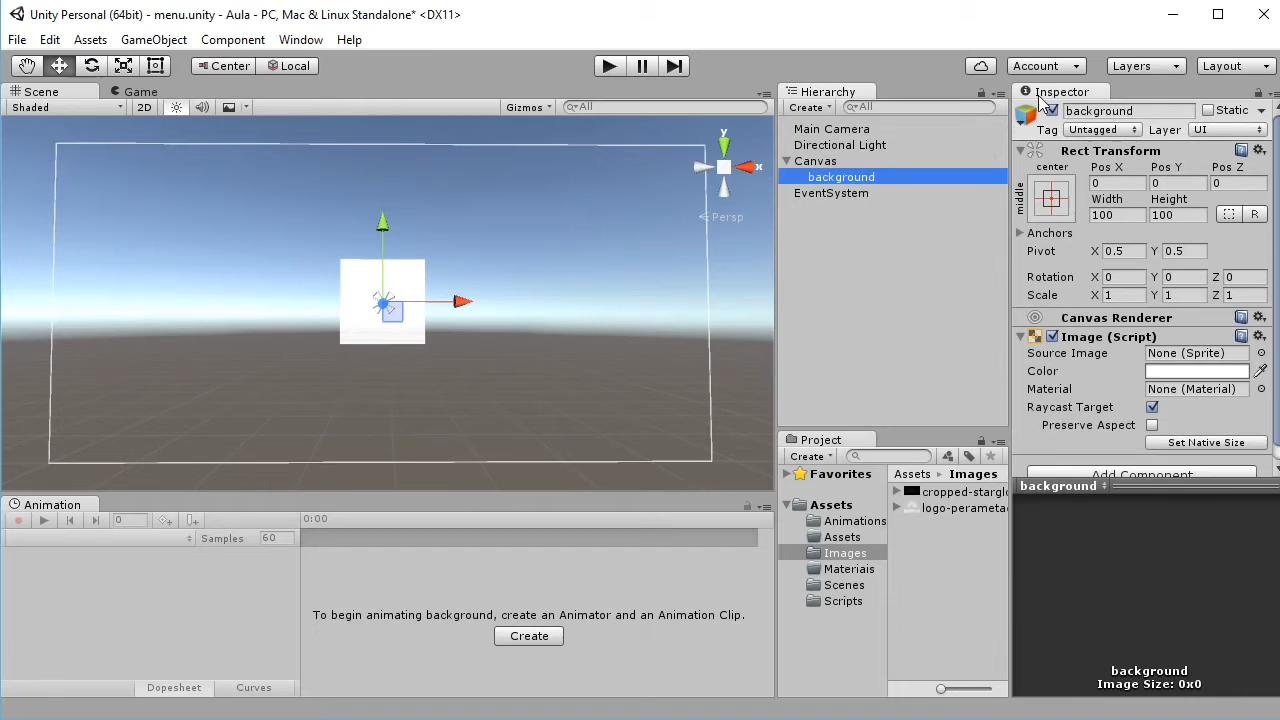 Unity Personal (64bit) - menu.unity - Aula - PC, Mac & Linux Standalone* <DX11>
File Edit Assets GameObject Component Window Help
Center Local Account Layers Layout
Scene Game
Shaded 2D Gizmos All
y
x
Persp
Hierarchy
Create All
Main Camera
Directional Light
Canvas
background
EventSystem
Project
Create
Favorites
Assets
Animations
Assets
Images
Materiais
Scenes
Scripts
Assets Images
cropped-starglo
logo-perameta
Inspector
background Static
Tag Untagged Layer UI
Rect Transform
center Pos X Pos Y Pos Z
middle 0 0 0
Width Height
100 100 R
Anchors
Pivot X 0.5 Y 0.5
Rotation X 0 Y 0 Z 0
Scale X 1 Y 1 Z 1
Canvas Renderer
Image (Script)
Source Image None (Sprite)
Color
Material None (Material)
Raycast Target
Preserve Aspect
Set Native Size
Add Component
background
background
Image Size: 0x0
Animation
0 0:00
Samples 60
To begin animating background, create an Animator and an Animation Clip.
Create
Dopesheet Curves